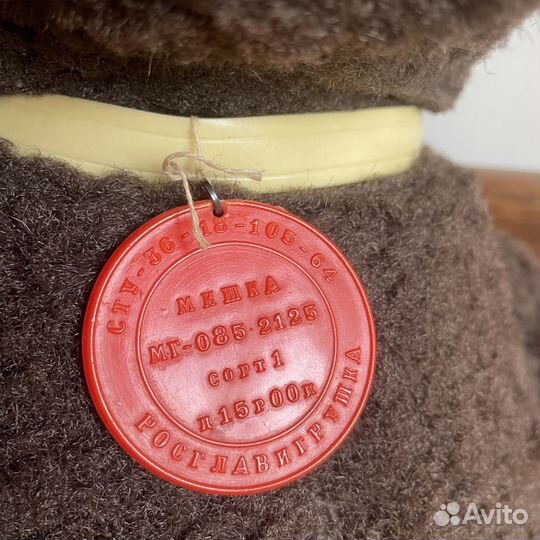 СТУ-36-18-105-64
МИШКА
МГ-085·2125
СОРТ 1
Ц 15Р00К
РОСГЛАВИГРУШКА
Avito